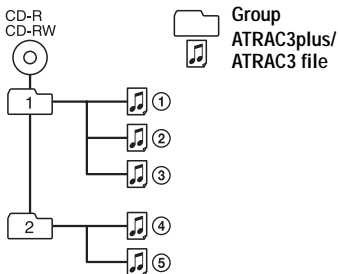 CD-R
CD-RW
Group
ATRAC3plus/
ATRAC3 file
1
①
②
③
2
④
⑤